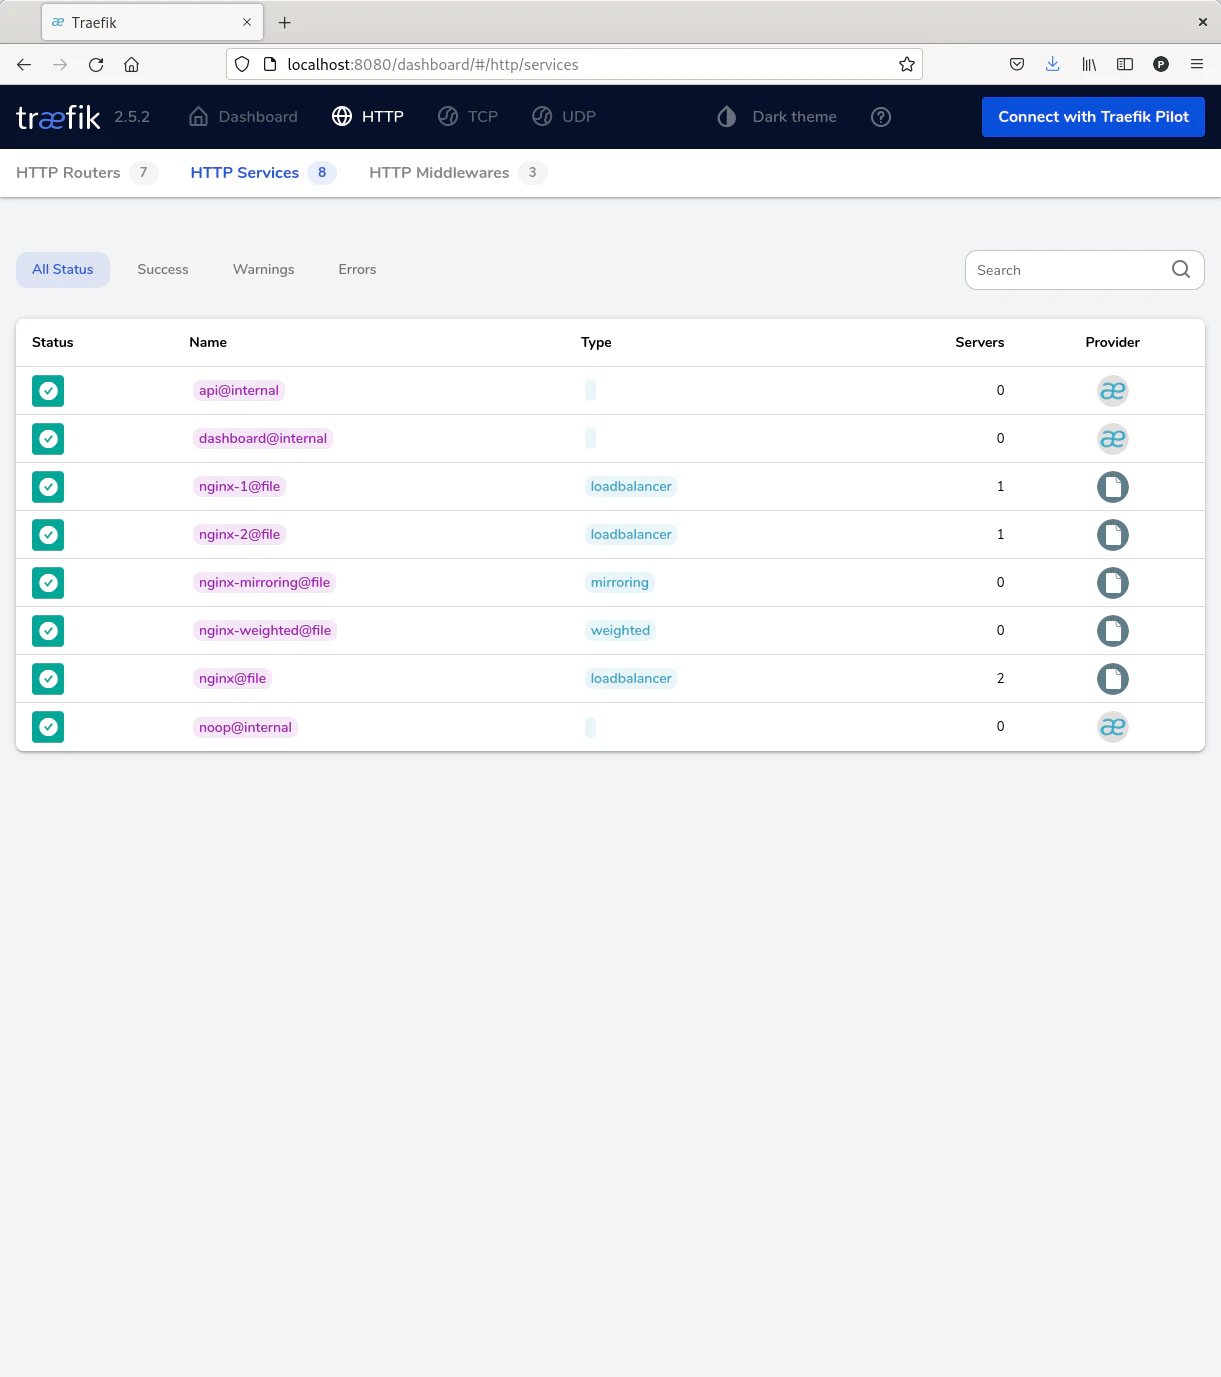 Traefik
localhost:8080/dashboard/#/http/services
P
træfik 2.5.2 Dashboard HTTP TCP UDP Dark theme Connect with Traefik Pilot
HTTP Routers 7 HTTP Services 8 HTTP Middlewares 3
All Status Success Warnings Errors Search
Status Name Type Servers Provider
api@internal 0
dashboard@internal 0
nginx-1@file loadbalancer 1
nginx-2@file loadbalancer 1
nginx-mirroring@file mirroring 0
nginx-weighted@file weighted 0
nginx@file loadbalancer 2
noop@internal 0